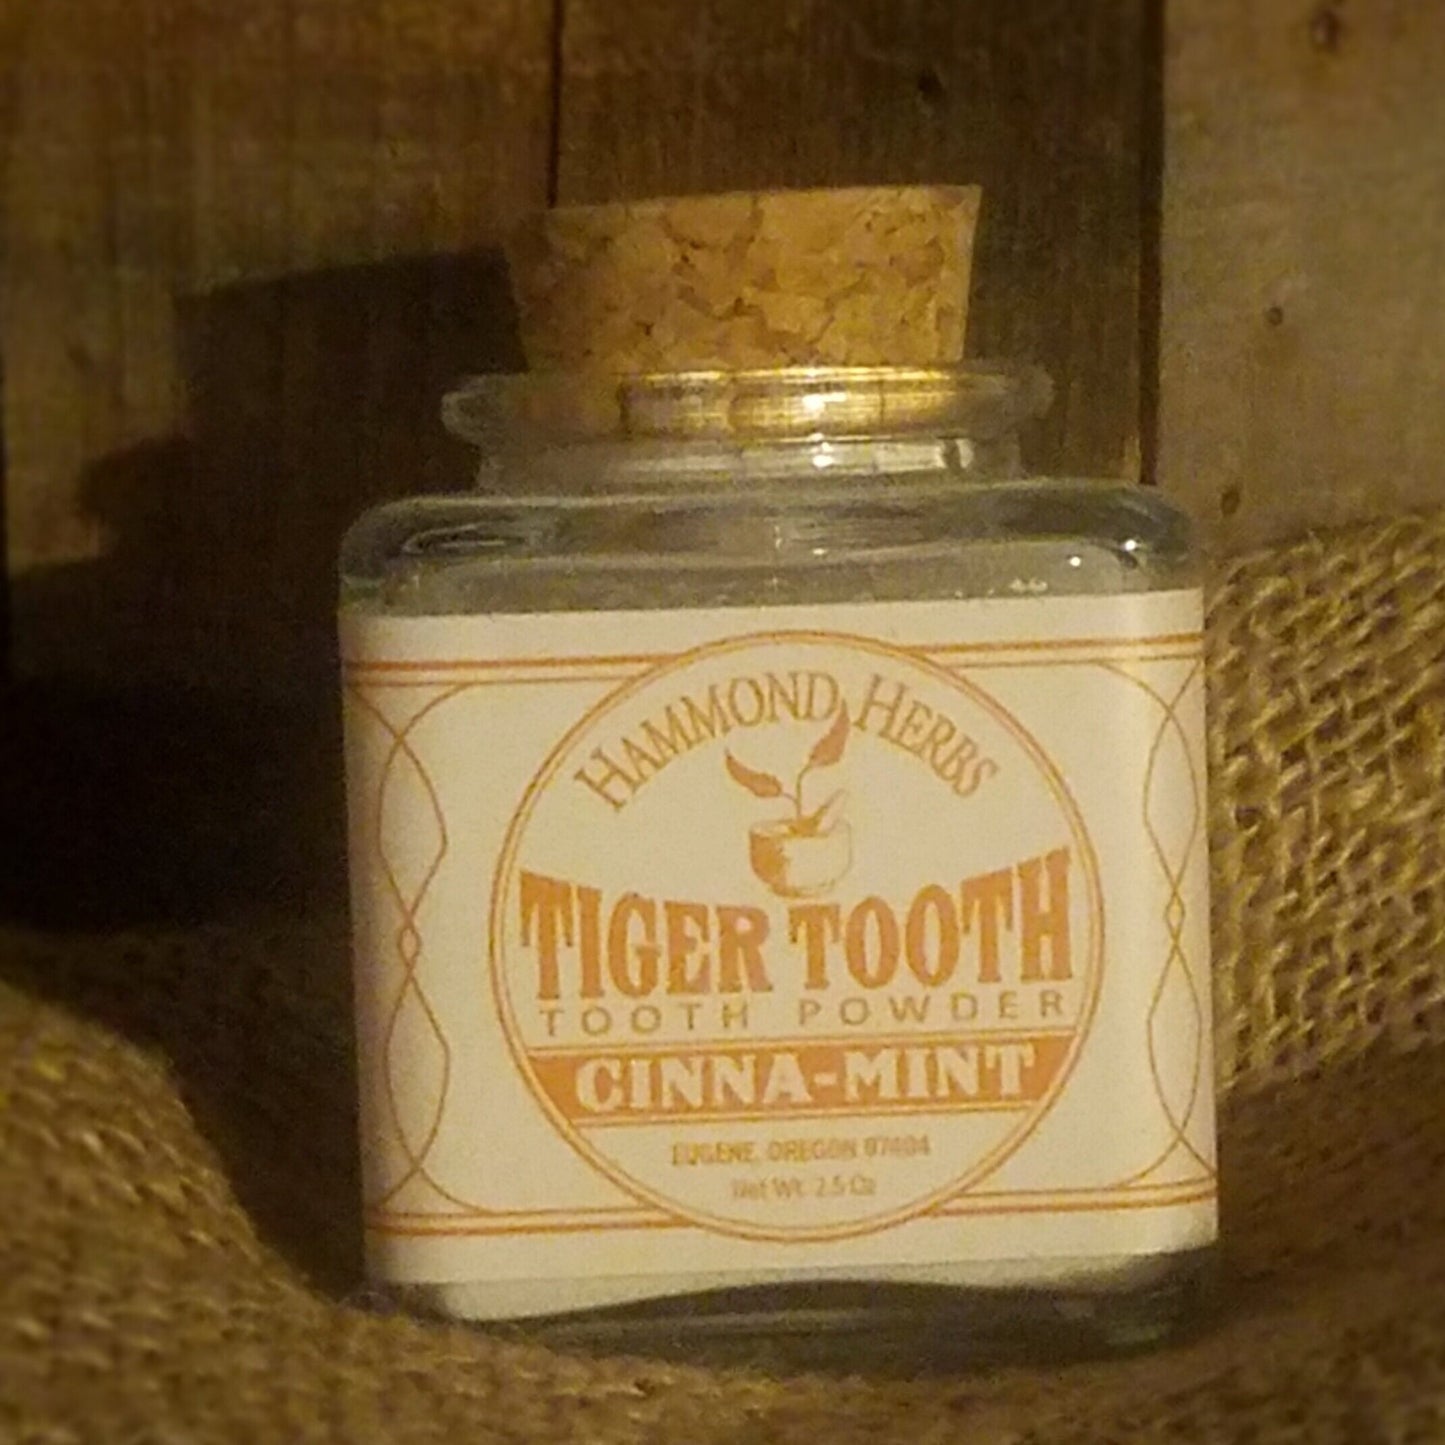 HAMMOND HERBS
TIGER TOOTH
TOOTH POWDER
CINNA-MINT
EUGENE, OREGON 97404
Net Wt. 2.5 Oz